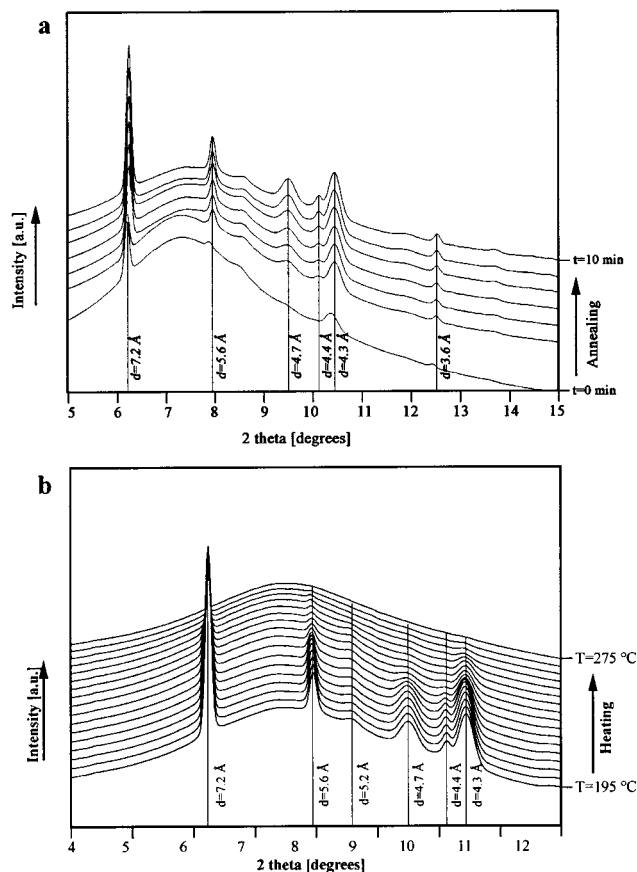 a
Intensity [a.u.]
d=7.2 Å
d=5.6 Å
d=4.7 Å
d=4.4 Å
d=4.3 Å
d=3.6 Å
t=10 min
Annealing
t=0 min
5 6 7 8 9 10 11 12 13 14 15
2 theta [degrees]
b
Intensity [a.u.]
d=7.2 Å
d=5.6 Å
d=5.2 Å
d=4.7 Å
d=4.4 Å
d=4.3 Å
T=275 °C
Heating
T=195 °C
4 5 6 7 8 9 10 11 12
2 theta [degrees]